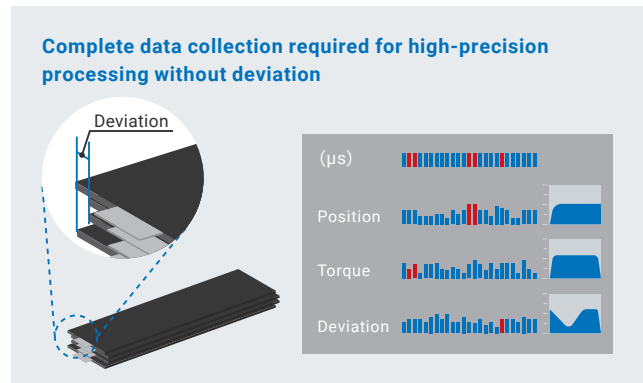 Complete data collection required for high-precision
processing without deviation
Deviation
(μs)
Position
Torque
Deviation